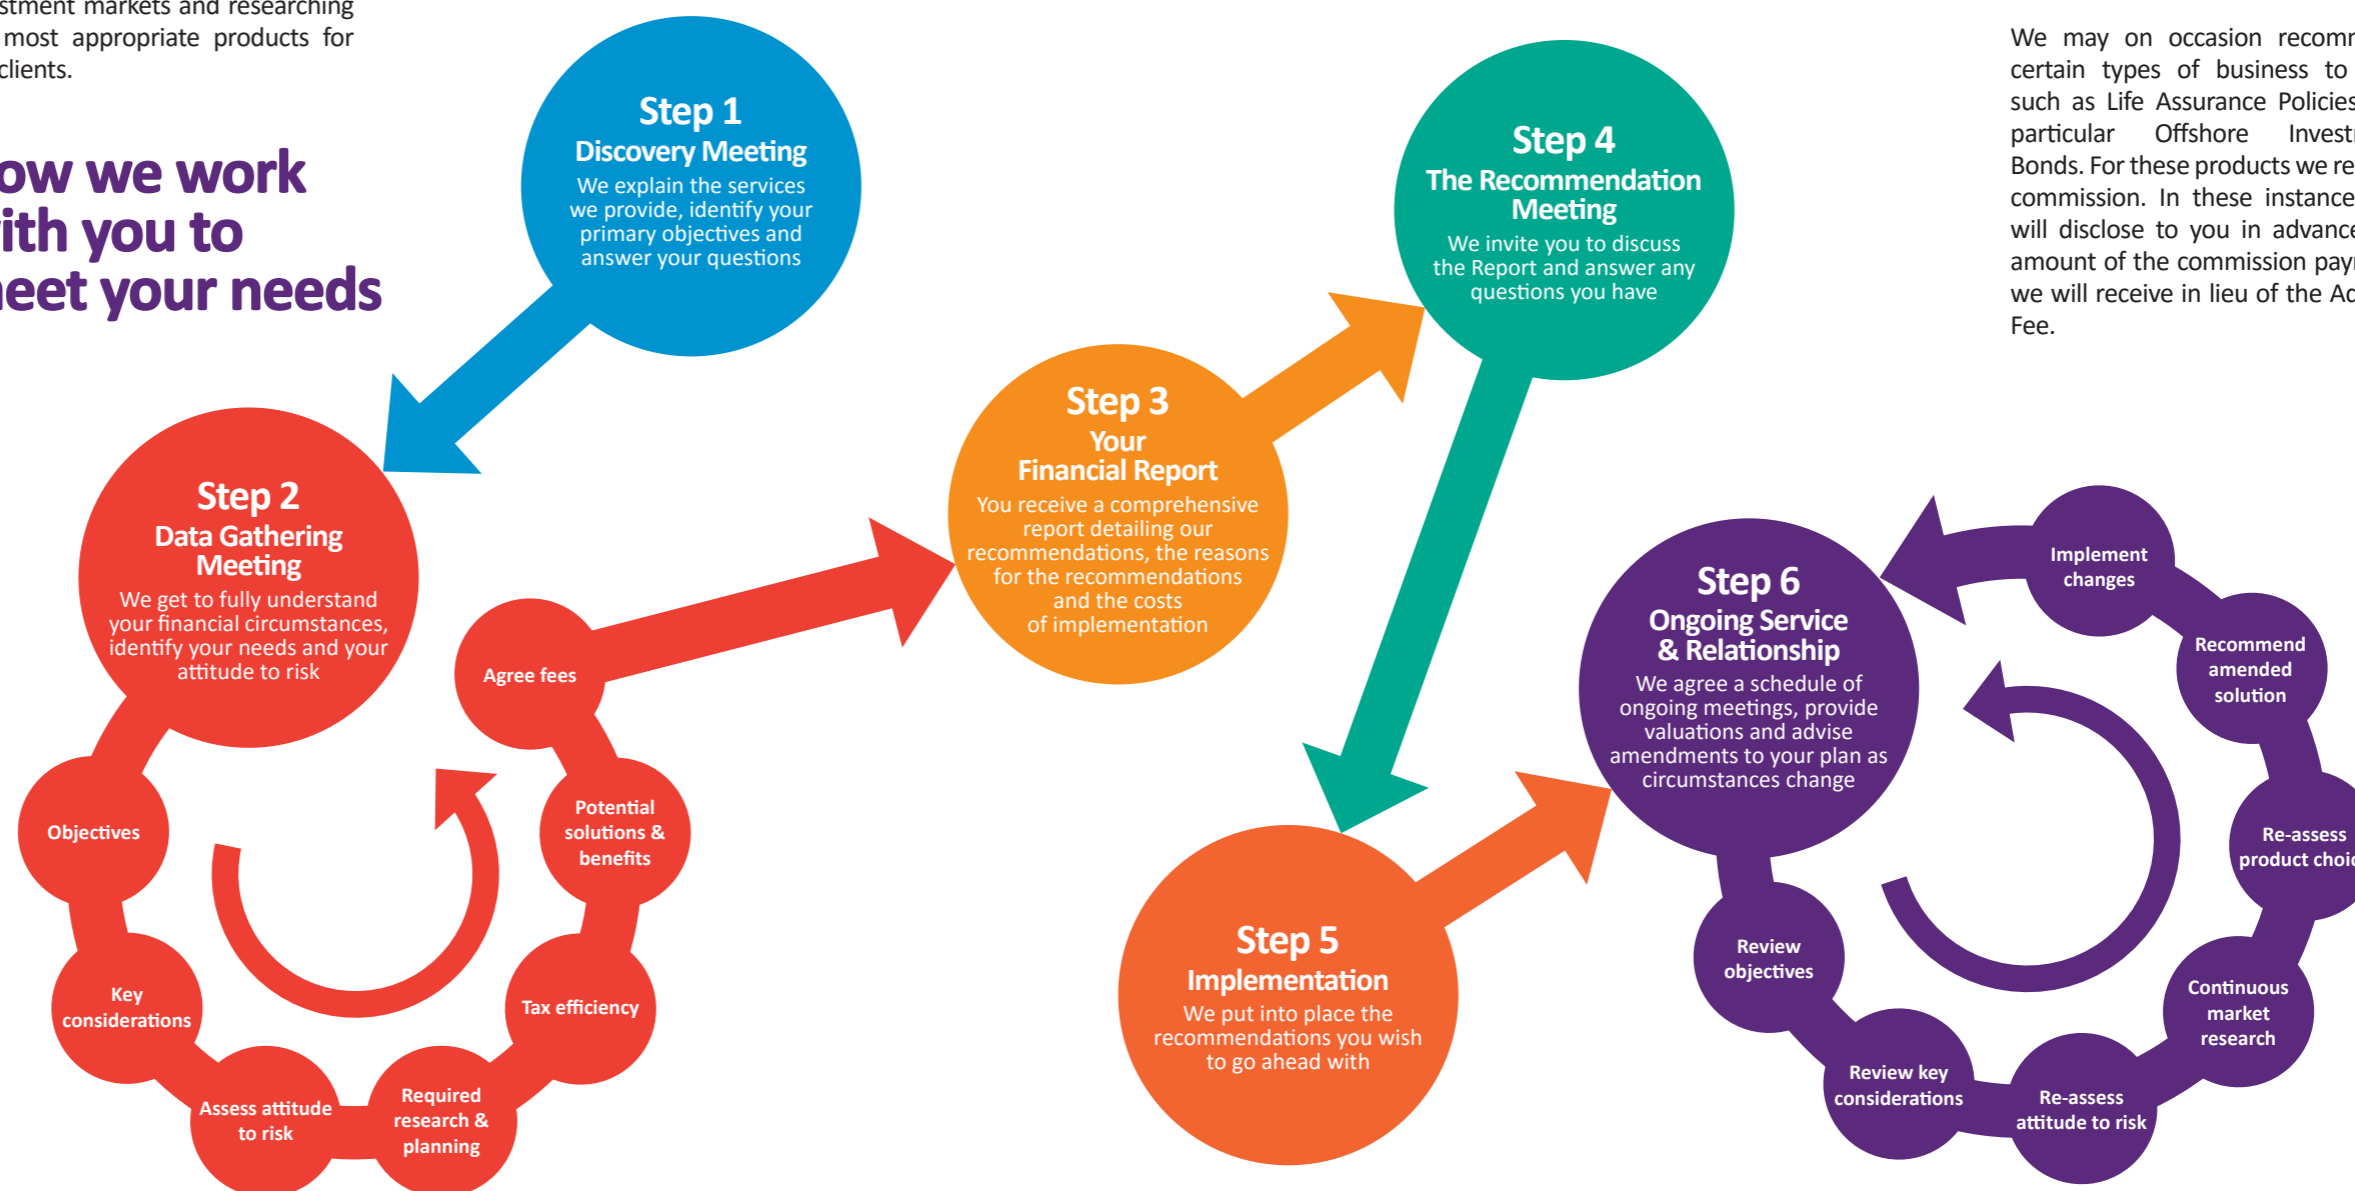 stment markets and researching
most appropriate products for
clients.
ow we work
ith you to
eet your needs
Step 1
Discovery Meeting
We explain the services
we provide, identify your
primary objectives and
answer your questions
Step 2
Data Gathering
Meeting
We get to fully understand
your financial circumstances,
identify your needs and your
attitude to risk
Objectives
Key
considerations
Assess attitude
to risk
Required
research &
planning
Tax efficiency
Potential
solutions &
benefits
Agree fees
Step 3
Your
Financial Report
You receive a comprehensive
report detailing our
recommendations, the reasons
for the recommendations
and the costs
of implementation
Step 4
The Recommendation
Meeting
We invite you to discuss
the Report and answer any
questions you have
Step 5
Implementation
We put into place the
recommendations you wish
to go ahead with
Step 6
Ongoing Service
& Relationship
We agree a schedule of
ongoing meetings, provide
valuations and advise
amendments to your plan as
circumstances change
Review
objectives
Review key
considerations
Re-assess
attitude to risk
Continuous
market
research
Re-assess
product choic
Recommend
amended
solution
Implement
changes
We may on occasion recomm
certain types of business to
such as Life Assurance Policies
particular Offshore Invest
Bonds. For these products we re
commission. In these instance
will disclose to you in advance
amount of the commission pay
we will receive in lieu of the Ad
Fee.